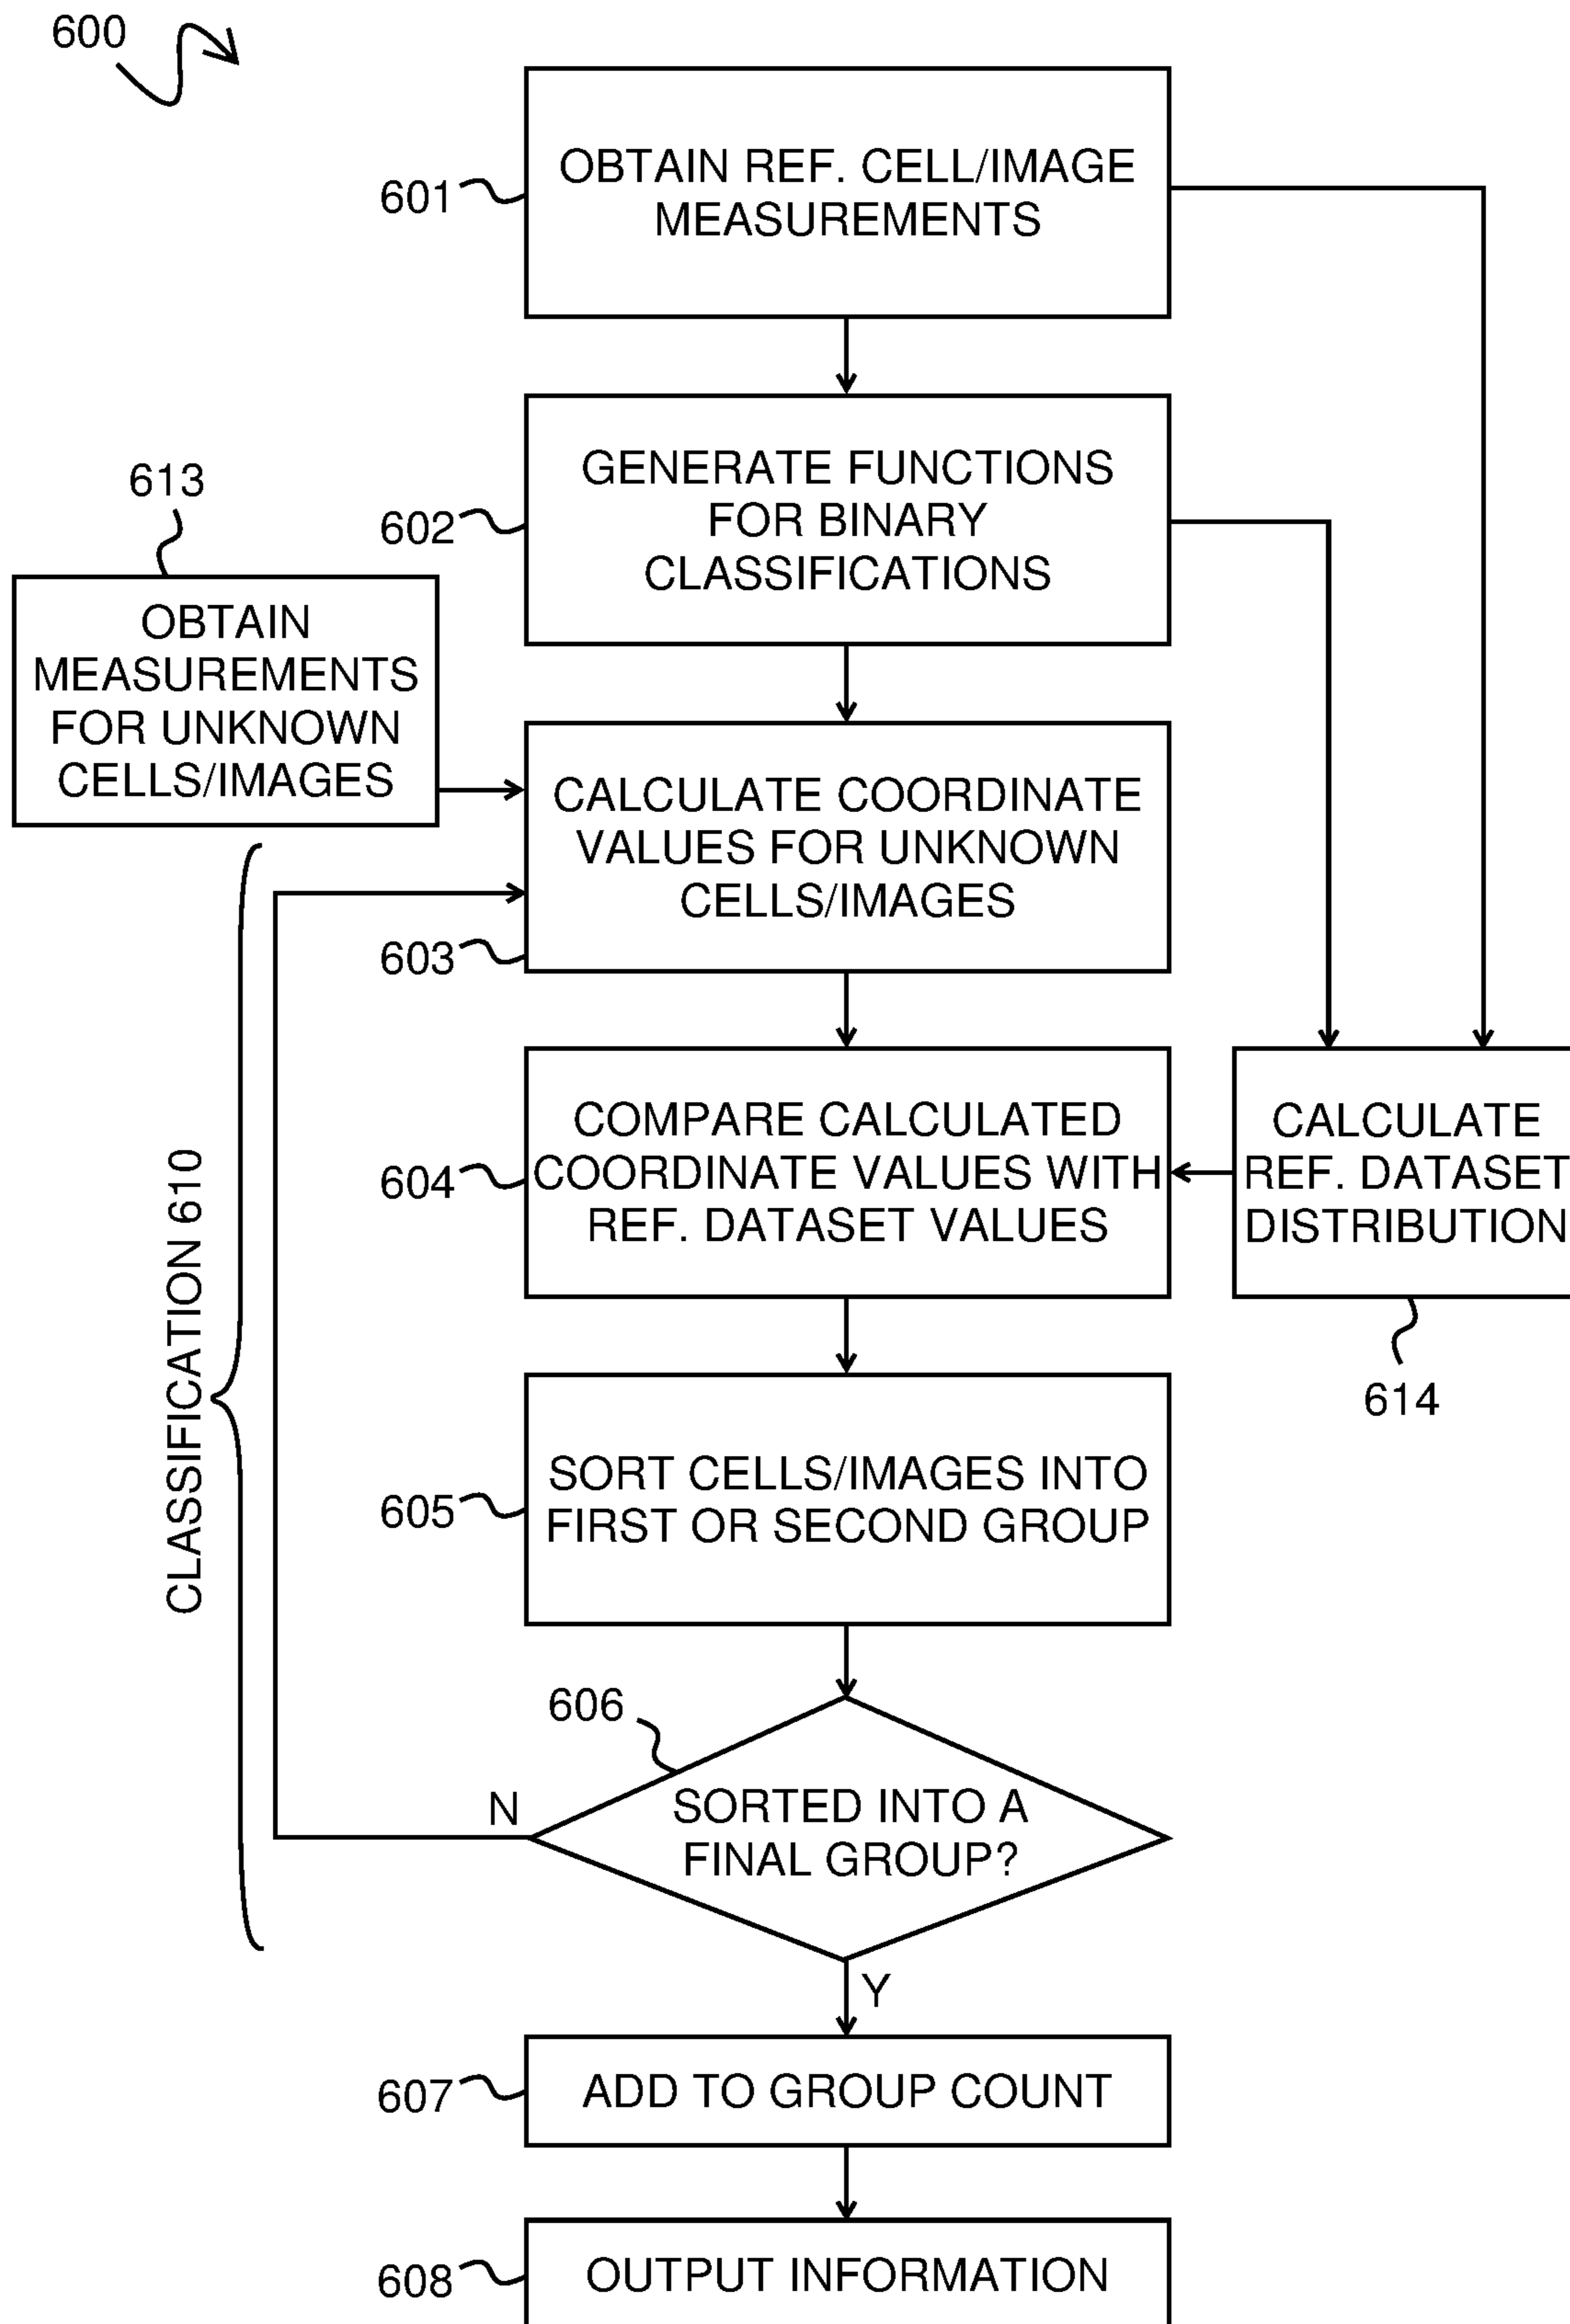 600
OBTAIN REF. CELL/IMAGE
MEASUREMENTS
601
GENERATE FUNCTIONS
FOR BINARY
CLASSIFICATIONS
602
613
OBTAIN
MEASUREMENTS
FOR UNKNOWN
CELLS/IMAGES
CALCULATE COORDINATE
VALUES FOR UNKNOWN
CELLS/IMAGES
603
COMPARE CALCULATED
COORDINATE VALUES WITH
REF. DATASET VALUES
604
CALCULATE
REF. DATASET
DISTRIBUTION
614
CLASSIFICATION 610
SORT CELLS/IMAGES INTO
FIRST OR SECOND GROUP
605
606
SORTED INTO A
FINAL GROUP?
N
Y
ADD TO GROUP COUNT
607
OUTPUT INFORMATION
608